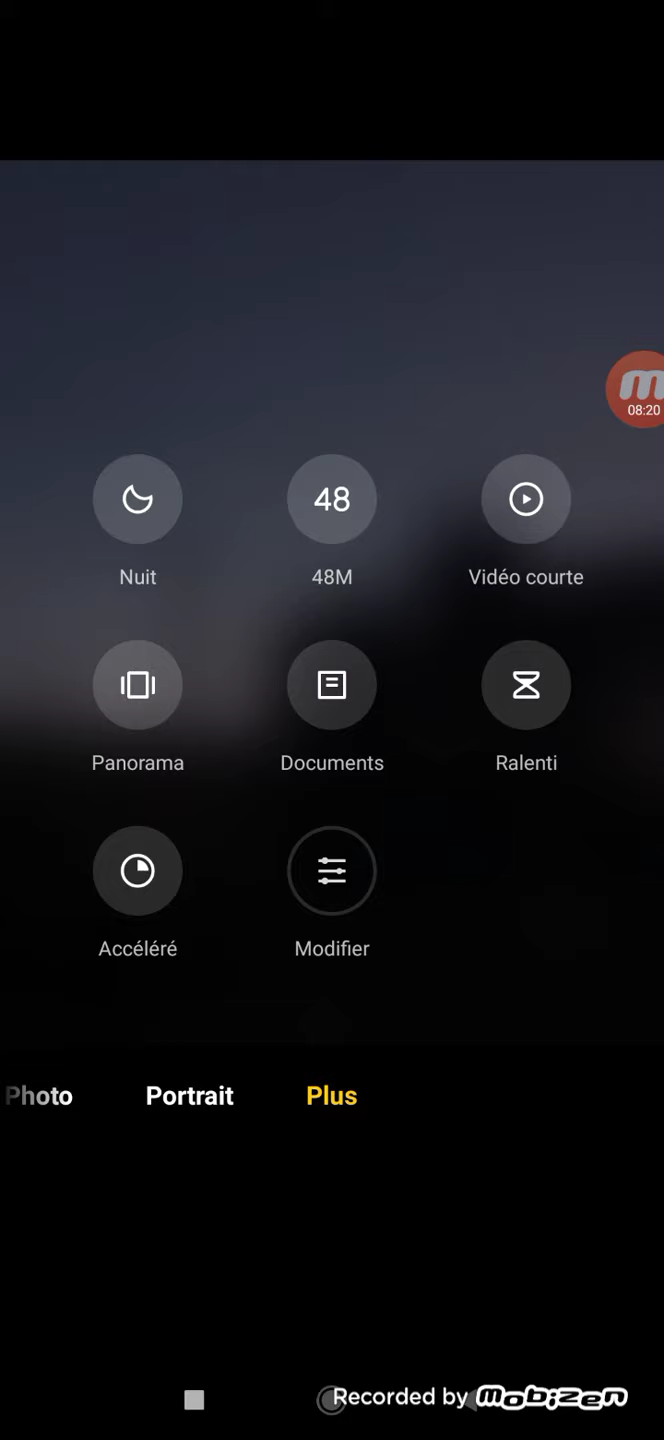 m
08:20
48
Nuit
48M
Vidéo courte
Panorama
Documents
Ralenti
Accéléré
Modifier
Photo
Portrait
Plus
Recorded by mobizen